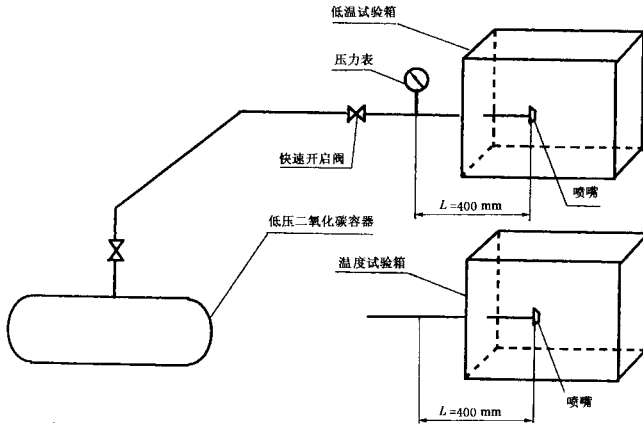 低温试验箱
压力表
快速开启阀
喷嘴
L=400 mm
低压二氧化碳容器
温度试验箱
喷嘴
L=400 mm